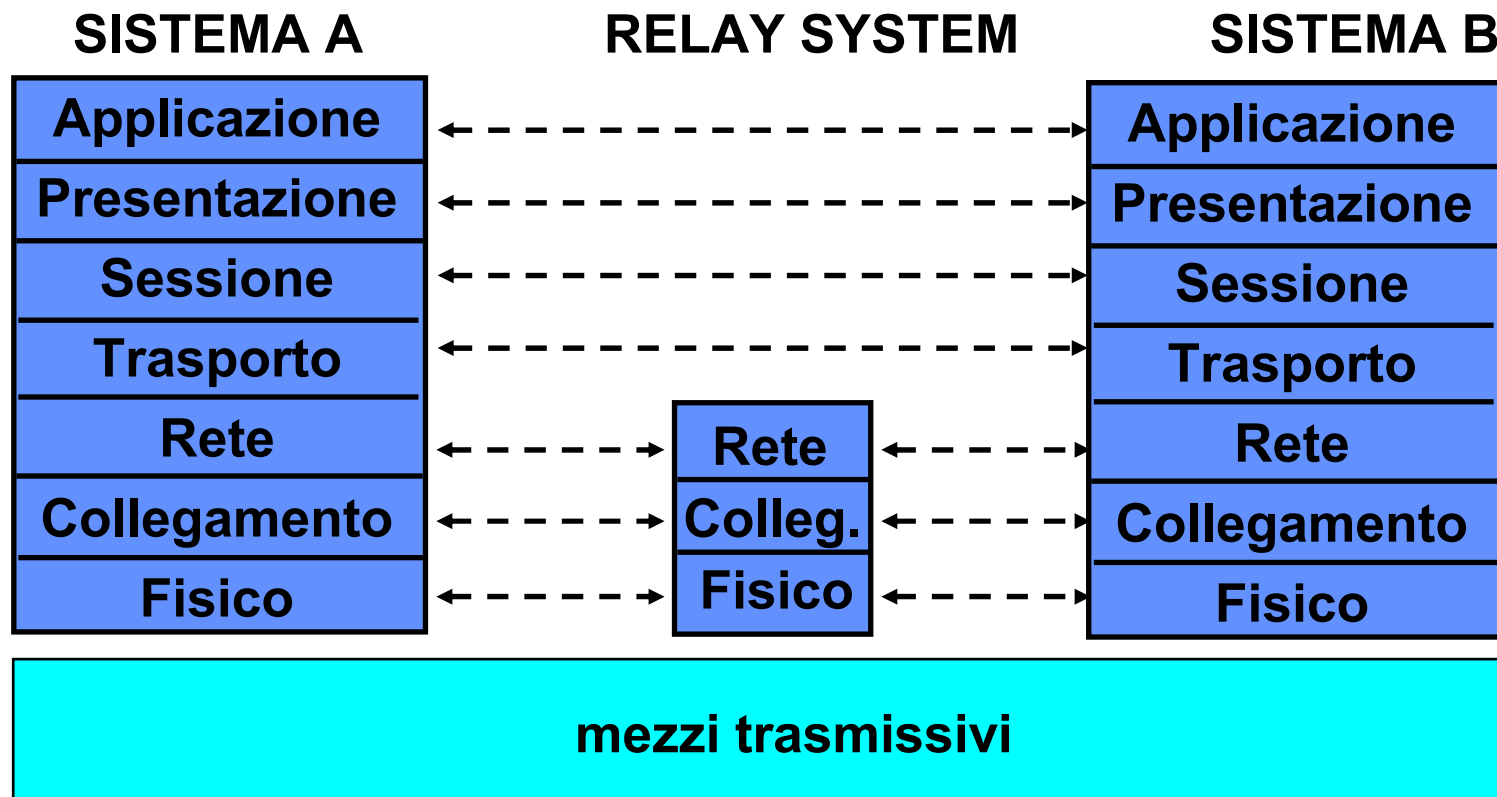 SISTEMA A
RELAY SYSTEM
SISTEMA B
Applicazione
Presentazione
Sessione
Trasporto
Rete
Collegamento
Fisico
Rete
Colleg.
Fisico
Applicazione
Presentazione
Sessione
Trasporto
Rete
Collegamento
Fisico
mezzi trasmissivi